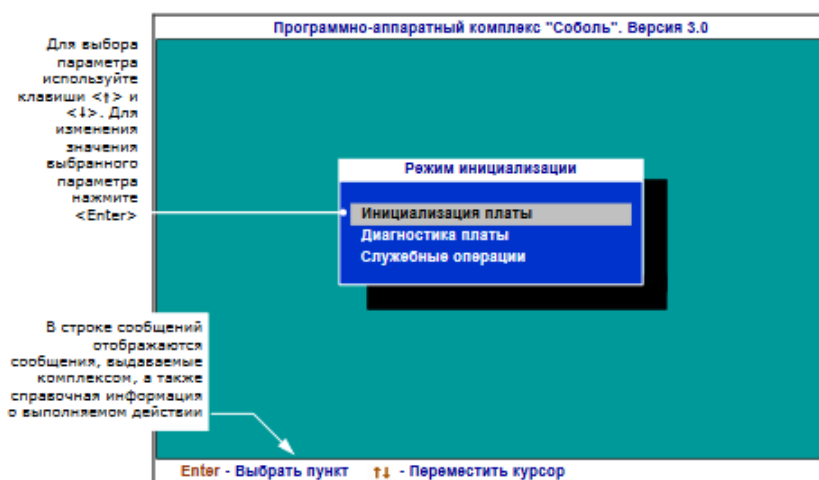 Программно-аппаратный комплекс "Соболь". Версия 3.0
Для выбора
параметра
используйте
клавиши <↑> и
<↓>. Для
изменения
значения
выбранного
параметра
нажмите
<Enter>
Режим инициализации
Инициализация платы
Диагностика платы
Служебные операции
В строке сообщений
отображаются
сообщения, выдаваемые
комплексом, а также
справочная информация
о выполняемом действии
Enter - Выбрать пункт ↑↓ - Переместить курсор